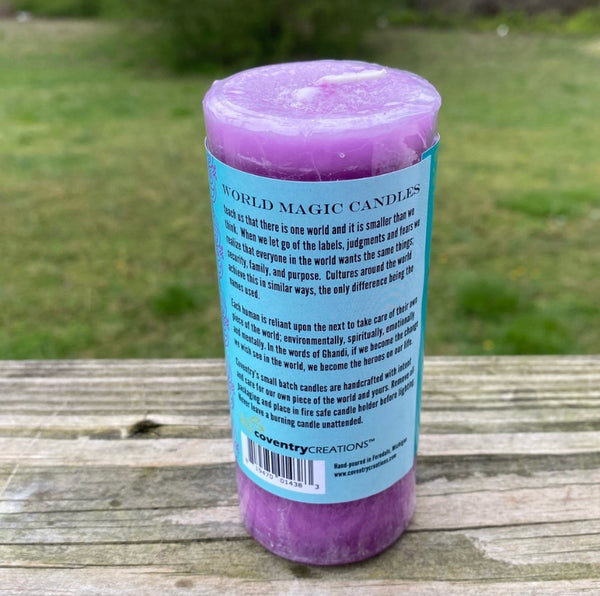 WORLD MAGIC CANDLES
teach us that there is one world and it is smaller than we
think. When we let go of the labels, judgments and fears we
realize that everyone in the world wants the same things;
security, family, and purpose. Cultures around the world
achieve this in similar ways, the only difference being the
names used.
Each human is reliant upon the next to take care of their own
piece of the world; environmentally, spiritually, emotionally
and mentally. In the words of Ghandi, if we become the change
we wish see in the world, we become the heroes on our life.
Coventry's small batch candles are handcrafted with intent
and care for our own piece of the world and yours. Remove all
packaging and place in fire safe candle holder before lighting.
Never leave a burning candle unattended.
coventryCREATIONS™
Hand-poured in Ferndale, Michigan
www.coventrycreations.com
19470 01438 3